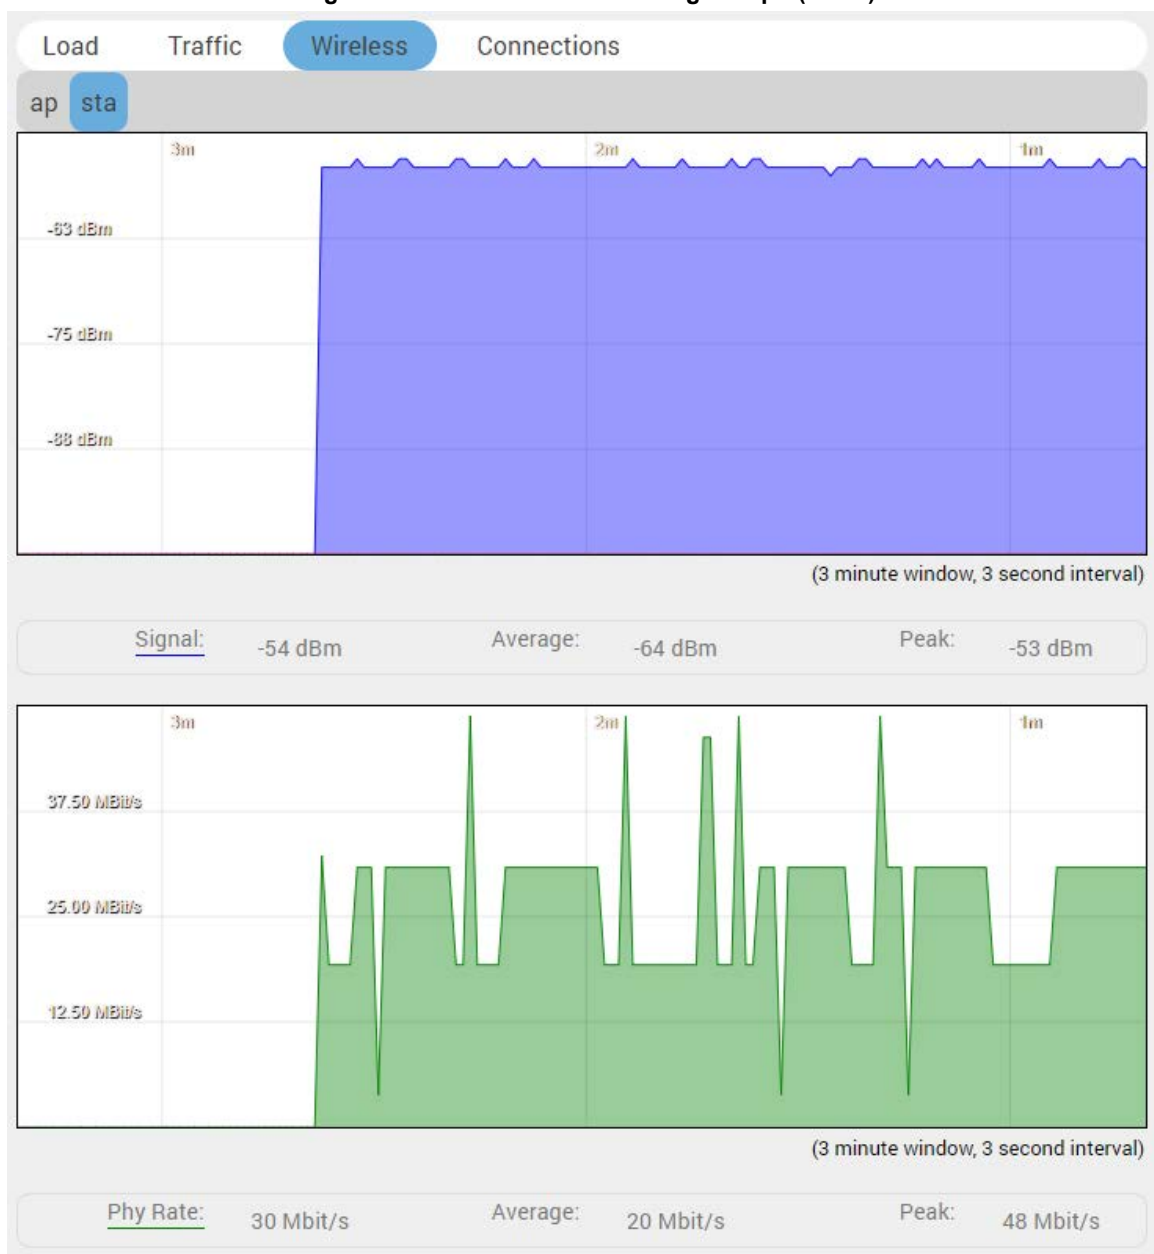 Load Traffic Wireless Connections
ap sta
3m 2m 1m
-63 dBm
-75 dBm
-88 dBm
(3 minute window, 3 second interval)
Signal: -54 dBm Average: -64 dBm Peak: -53 dBm
3m 2m 1m
37.50 MBit/s
25.00 MBit/s
12.50 MBit/s
(3 minute window, 3 second interval)
Phy Rate: 30 Mbit/s Average: 20 Mbit/s Peak: 48 Mbit/s